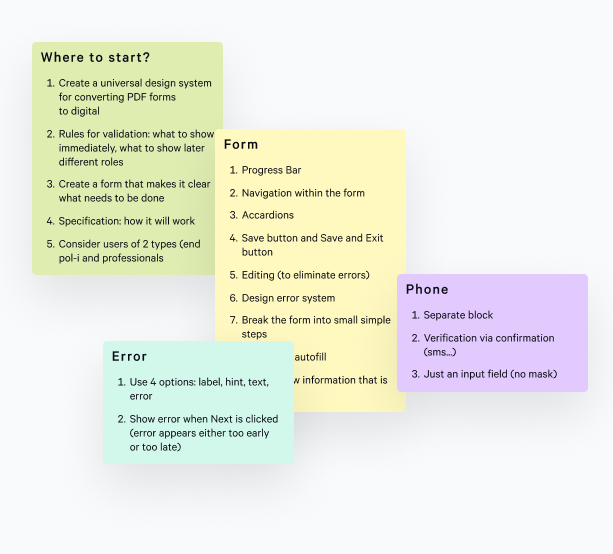 Where to start?
1. Create a universal design system
for converting PDF forms
to digital
2. Rules for validation: what to show
immediately, what to show later
different roles
3. Create a form that makes it clear
what needs to be done
4. Specification: how it will work
5. Consider users of 2 types (end
pol-i and professionals
Form
1. Progress Bar
2. Navigation within the form
3. Accardions
4. Save button and Save and Exit
button
5. Editing (to eliminate errors)
6. Design error system
7. Break the form into small simple
steps
autofill
information that is
Phone
1. Separate block
2. Verification via confirmation
(sms...)
3. Just an input field (no mask)
Error
1. Use 4 options: label, hint, text,
error
2. Show error when Next is clicked
(error appears either too early
or too late)